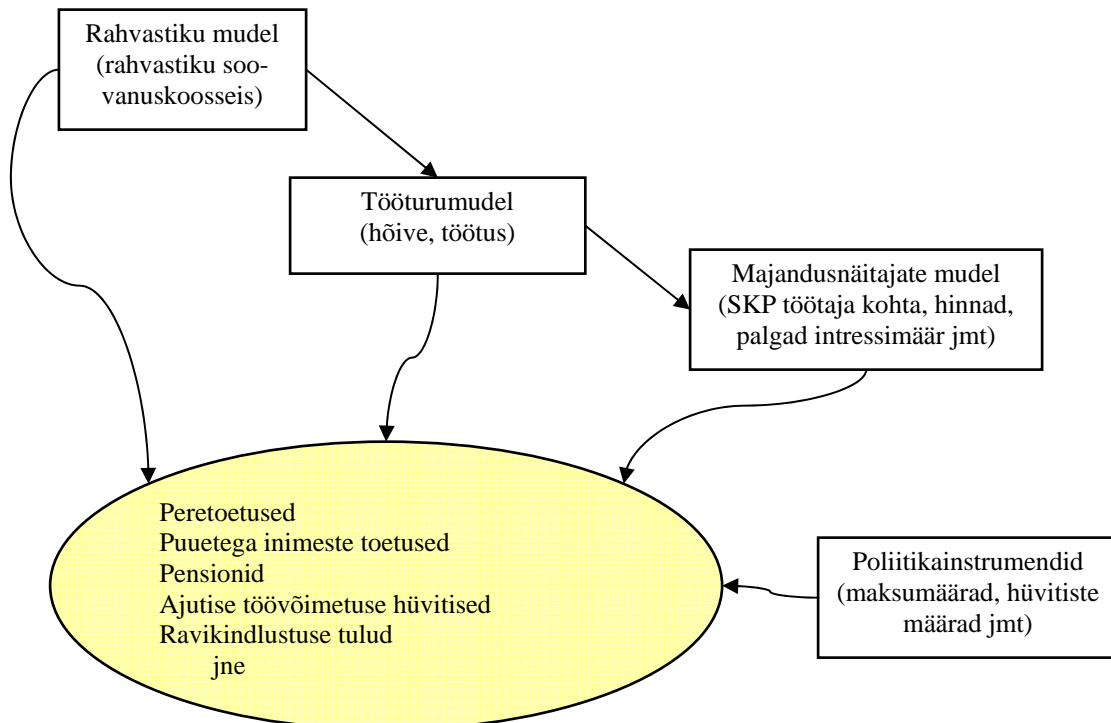 Rahvastiku mudel
(rahvastiku soo-
vanuskoosseis)
Tööturumudel
(hõive, töötus)
Majandusnäitajate mudel
(SKP töötaja kohta, hinnad,
palgad intressimäär jmt)
Peretoetused
Puuetega inimeste toetused
Pensionid
Ajutise töövõimetuse hüvitised
Ravikindlustuse tulud
jne
Poliitikainstrumendid
(maksumäärad, hüvitiste
määrad jmt)